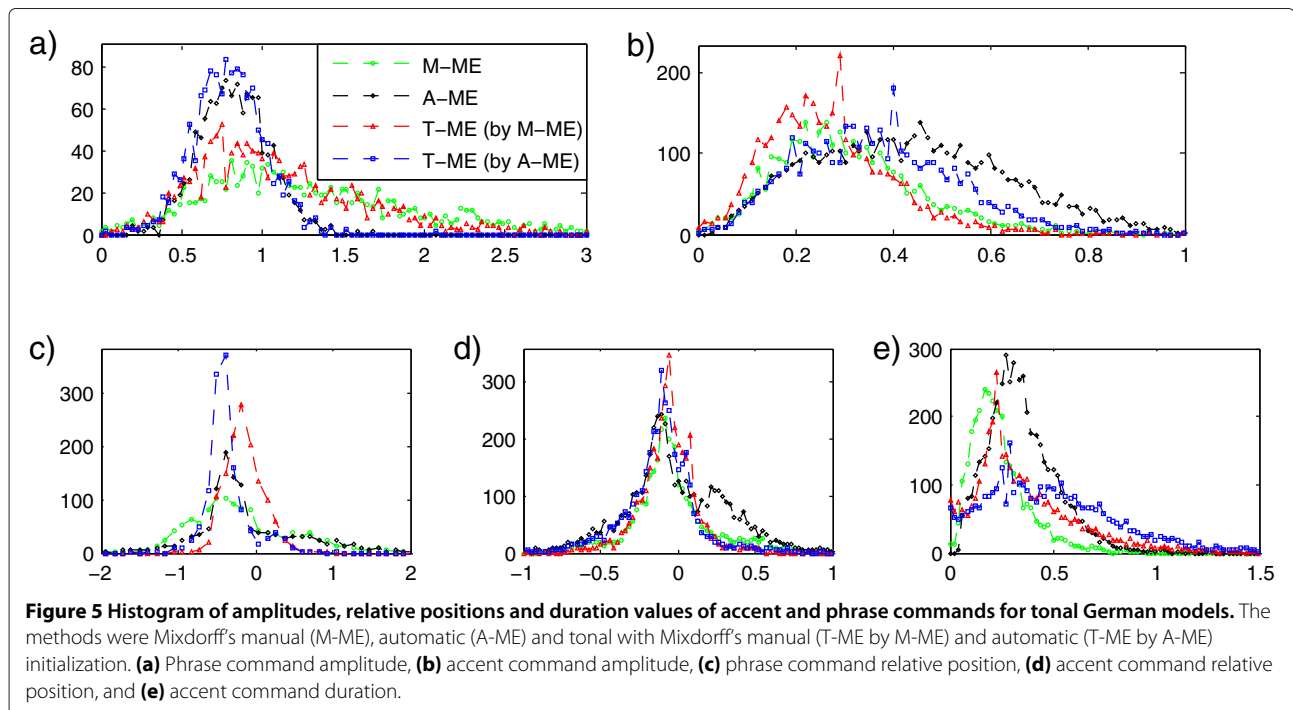 a)
80
60
40
20
0
0 0.5 1 1.5 2 2.5 3
M−ME
A−ME
T−ME (by M−ME)
T−ME (by A−ME)
b)
200
100
0
0 0.2 0.4 0.6 0.8 1
c)
300
200
100
0
−2 −1 0 1 2
d)
300
200
100
0
−1 −0.5 0 0.5 1
e)
300
200
100
0
0 0.5 1 1.5
Figure 5 Histogram of amplitudes, relative positions and duration values of accent and phrase commands for tonal German models. The
methods were Mixdorff's manual (M-ME), automatic (A-ME) and tonal with Mixdorff's manual (T-ME by M-ME) and automatic (T-ME by A-ME)
initialization. (a) Phrase command amplitude, (b) accent command amplitude, (c) phrase command relative position, (d) accent command relative
position, and (e) accent command duration.